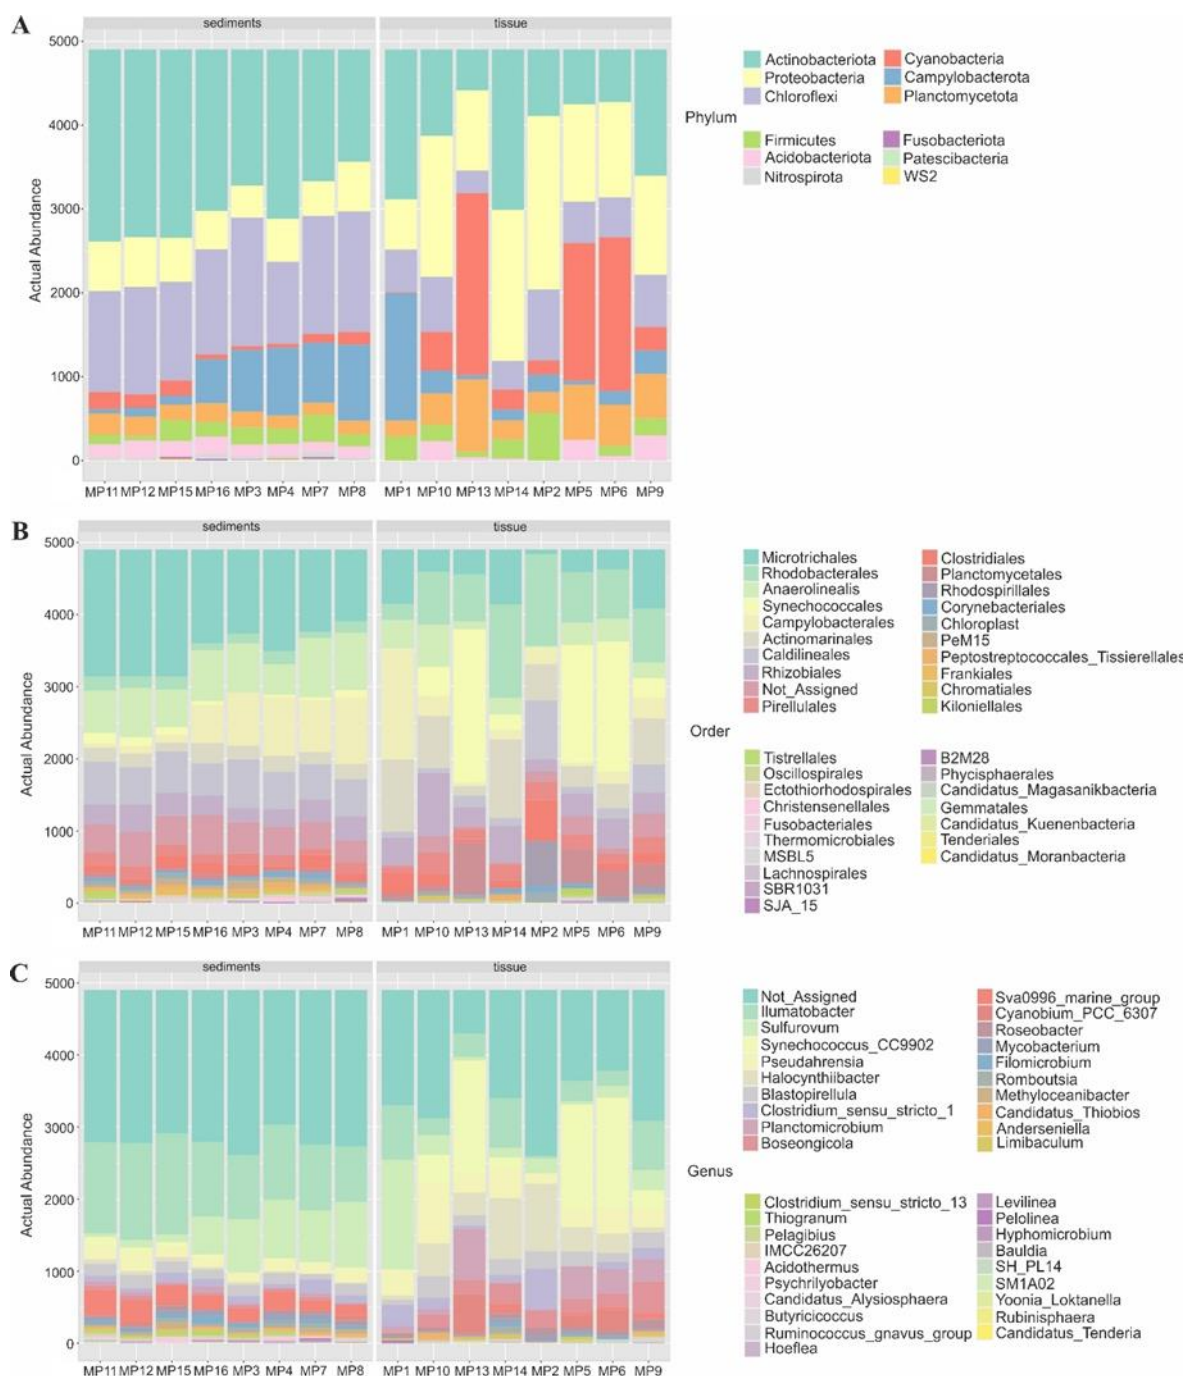 A
sediments
tissue
5000
4000
3000
2000
1000
0
Actual Abundance
MP11 MP12 MP15 MP16 MP3 MP4 MP7 MP8
MP1 MP10 MP13 MP14 MP2 MP5 MP6 MP9
Phylum
Actinobacteriota
Proteobacteria
Chloroflexi
Cyanobacteria
Campylobacterota
Planctomycetota
Firmicutes
Acidobacteriota
Nitrospirota
Fusobacteriota
Patescibacteria
WS2
B
sediments
tissue
5000
4000
3000
2000
1000
0
Actual Abundance
MP11 MP12 MP15 MP16 MP3 MP4 MP7 MP8
MP1 MP10 MP13 MP14 MP2 MP5 MP6 MP9
Order
Microtrichales
Rhodobacterales
Anaerolinealis
Synechococcales
Campylobacterales
Actinomarinales
Caldilineales
Rhizobiales
Not_Assigned
Pirellulales
Clostridiales
Planctomycetales
Rhodospirillales
Corynebacteriales
Chloroplast
PeM15
Peptostreptococcales_Tissierellales
Frankiales
Chromatiales
Kiloniellales
Tistrellales
Oscillospirales
Ectothiorhodospirales
Christensenellales
Fusobacteriales
Thermomicrobiales
MSBL5
Lachnospirales
SBR1031
SJA_15
B2M28
Phycisphaerales
Candidatus_Magasanikbacteria
Gemmatales
Candidatus_Kuenenbacteria
Tenderiales
Candidatus_Moranbacteria
C
sediments
tissue
5000
4000
3000
2000
1000
0
Actual Abundance
MP11 MP12 MP15 MP16 MP3 MP4 MP7 MP8
MP1 MP10 MP13 MP14 MP2 MP5 MP6 MP9
Genus
Not_Assigned
Ilumatobacter
Sulfurovum
Synechococcus_CC9902
Pseudahrensia
Halocynthiibacter
Blastopirellula
Clostridium_sensu_stricto_1
Planctomicrobium
Boseongicola
Sva0996_marine_group
Cyanobium_PCC_6307
Roseobacter
Mycobacterium
Filomicrobium
Romboutsia
Methyloceanibacter
Candidatus_Thiobios
Anderseniella
Limibaculum
Clostridium_sensu_stricto_13
Thiogranum
Pelagibius
IMCC26207
Acidothermus
Psychrilyobacter
Candidatus_Alysiosphaera
Butyricicoccus
Ruminococcus_gnavus_group
Hoeflea
Levilinea
Pelolinea
Hyphomicrobium
Bauldia
SH_PL14
SM1A02
Yoonia_Loktanella
Rubinisphaera
Candidatus_Tenderia